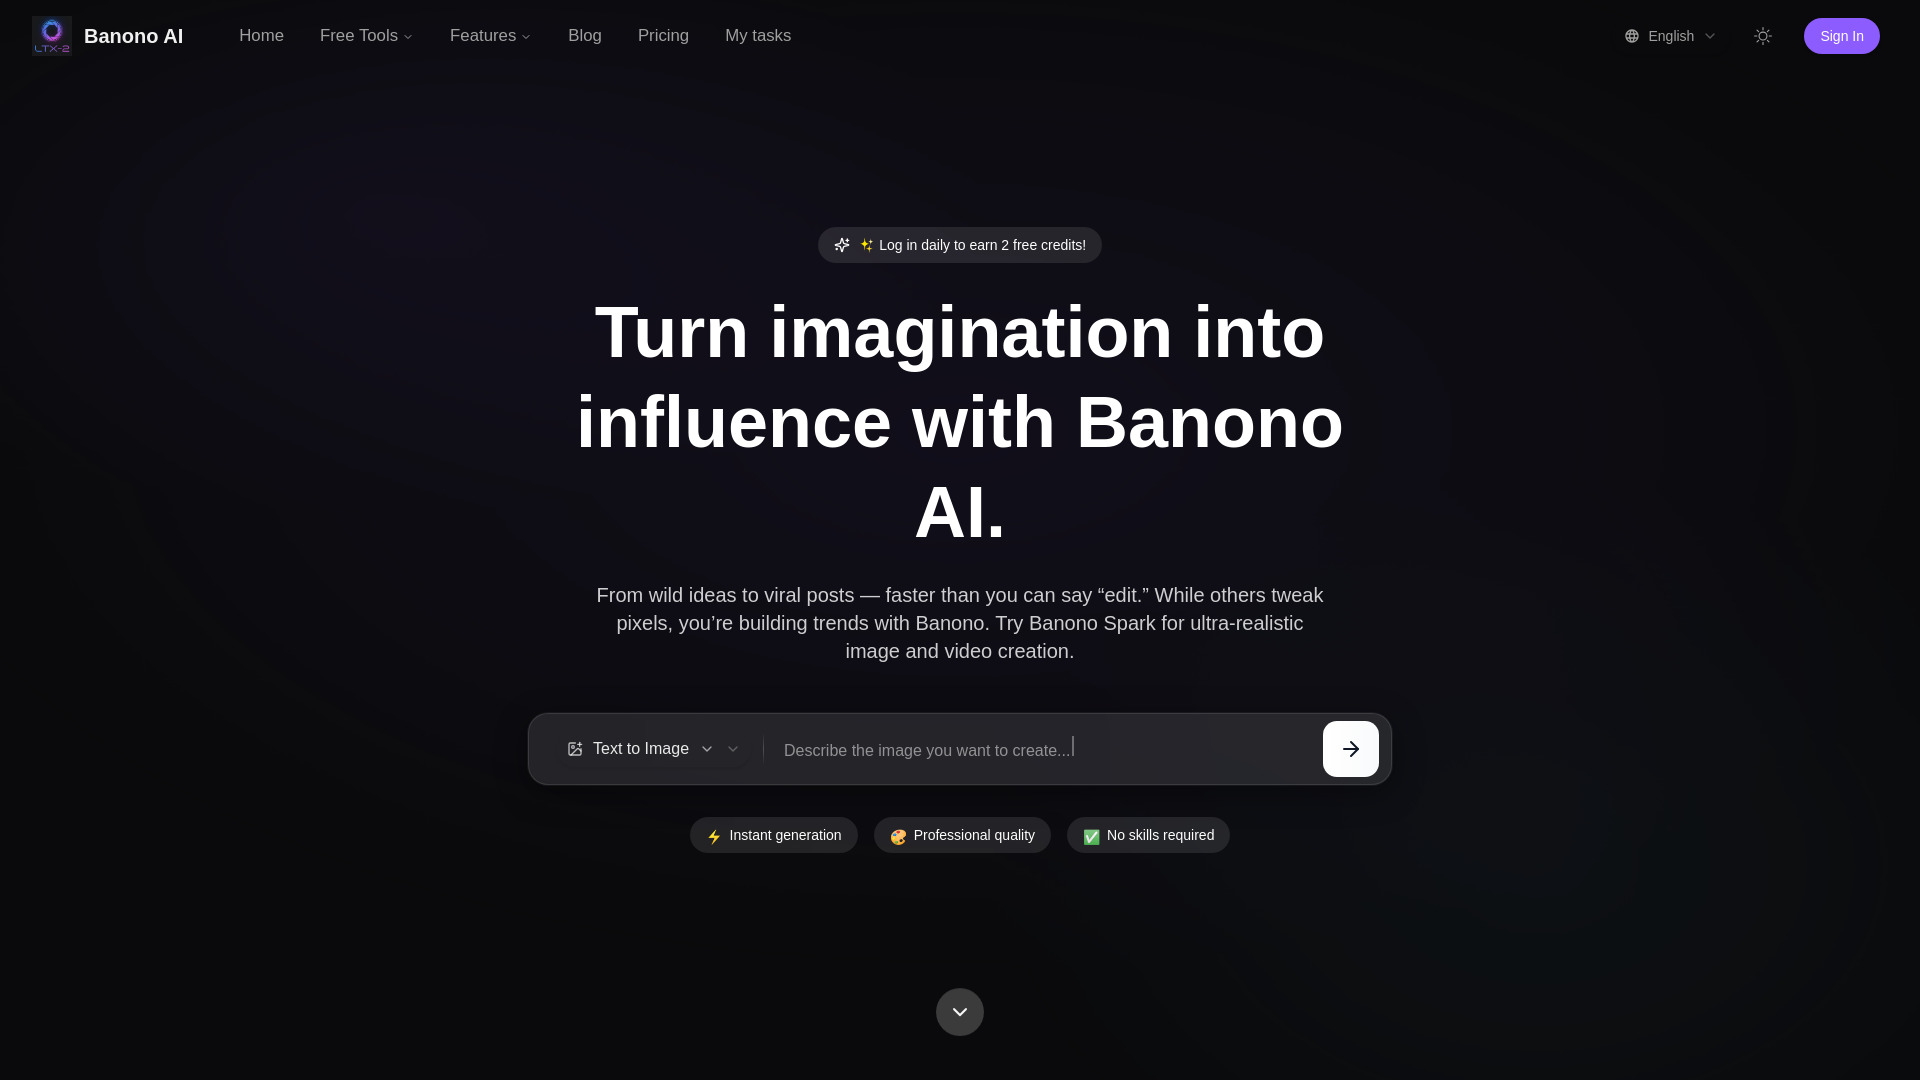 LTX-2
Banono AI
Home
Free Tools
Features
Blog
Pricing
My tasks
English
Sign In
✨ Log in daily to earn 2 free credits!
Turn imagination into
influence with Banono
AI.
From wild ideas to viral posts — faster than you can say “edit.” While others tweak
pixels, you’re building trends with Banono. Try Banono Spark for ultra-realistic
image and video creation.
Text to Image
Describe the image you want to create...
⚡ Instant generation
🎨 Professional quality
✅ No skills required